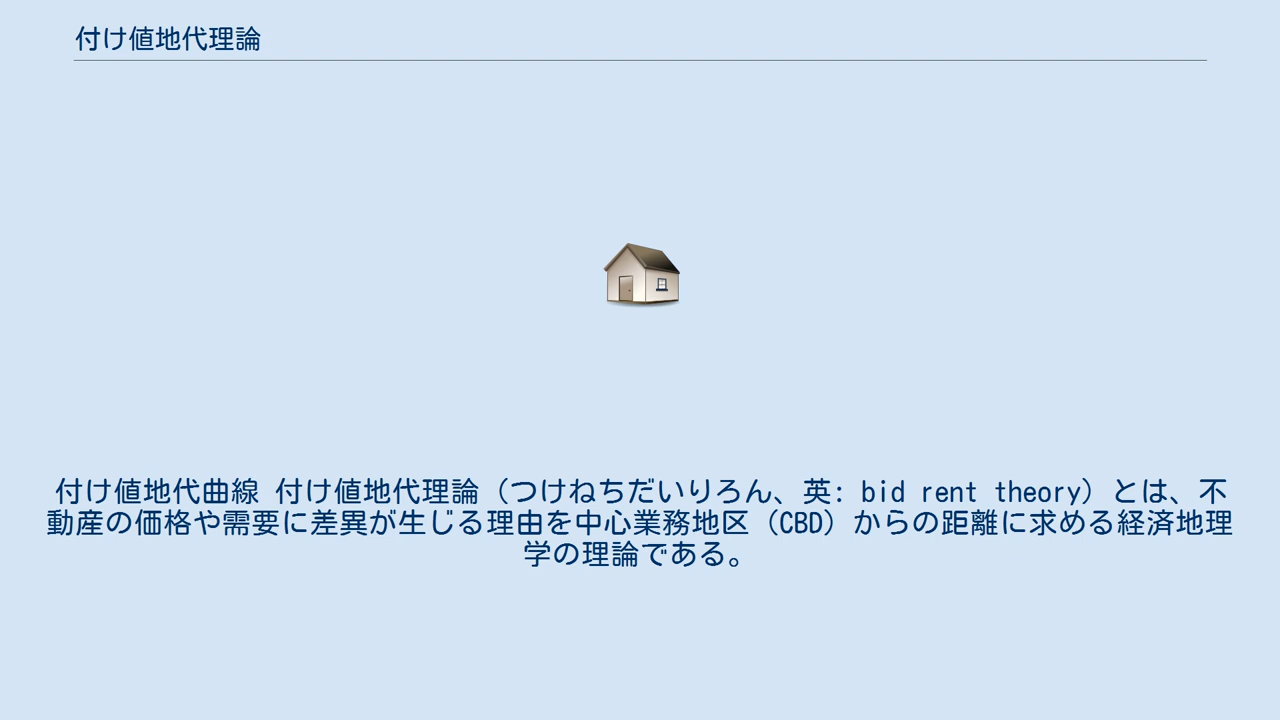 付け値地代理論
付け値地代曲線 付け値地代理論（つけねちだいりろん、英: bid rent theory）とは、不
動産の価格や需要に差異が生じる理由を中心業務地区（CBD）からの距離に求める経済地理
学の理論である。